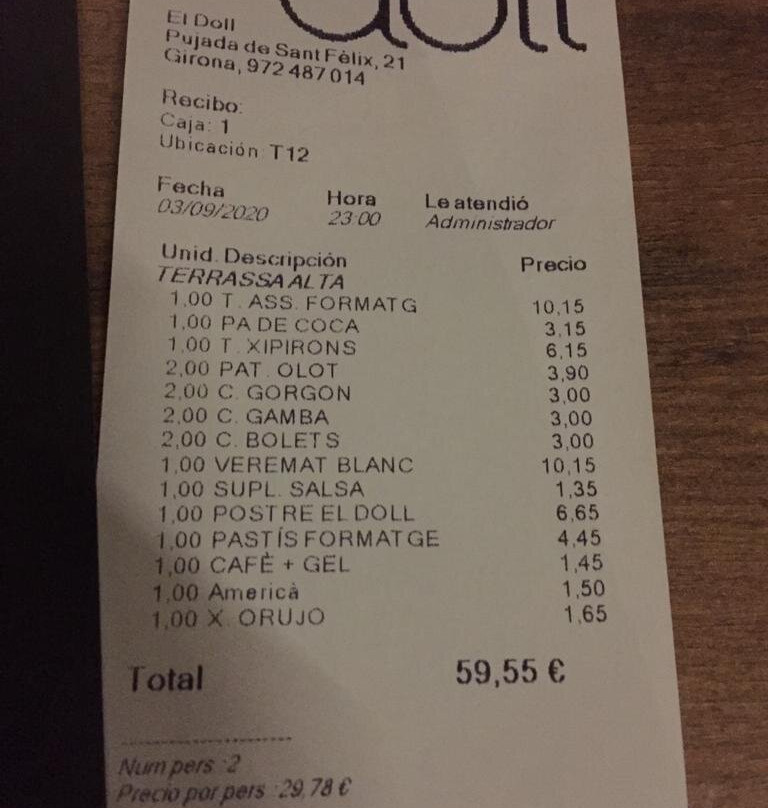 doll
El Doll
Pujada de Sant Fèlix, 21
Girona, 972 487 014
Recibo:
Caja: 1
Ubicación: T12
Fecha Hora Le atendió
03/09/2020 23:00 Administrador
Unid. Descripción Precio
TERRASSA ALTA
1,00 T. ASS. FORMATG 10,15
1,00 PA DE COCA 3,15
1,00 T. XIPIRONS 6,15
2,00 PAT. OLOT 3,90
2,00 C. GORGON 3,00
2,00 C. GAMBA 3,00
2,00 C. BOLETS 3,00
1,00 VEREMAT BLANC 10,15
1,00 SUPL. SALSA 1,35
1,00 POSTRE EL DOLL 6,65
1,00 PASTÍS FORMATGE 4,45
1,00 CAFÈ + GEL 1,45
1,00 Americà 1,50
1,00 X. ORUJO 1,65
Total 59,55 €
Num pers :2
Precio por pers :29,78 €